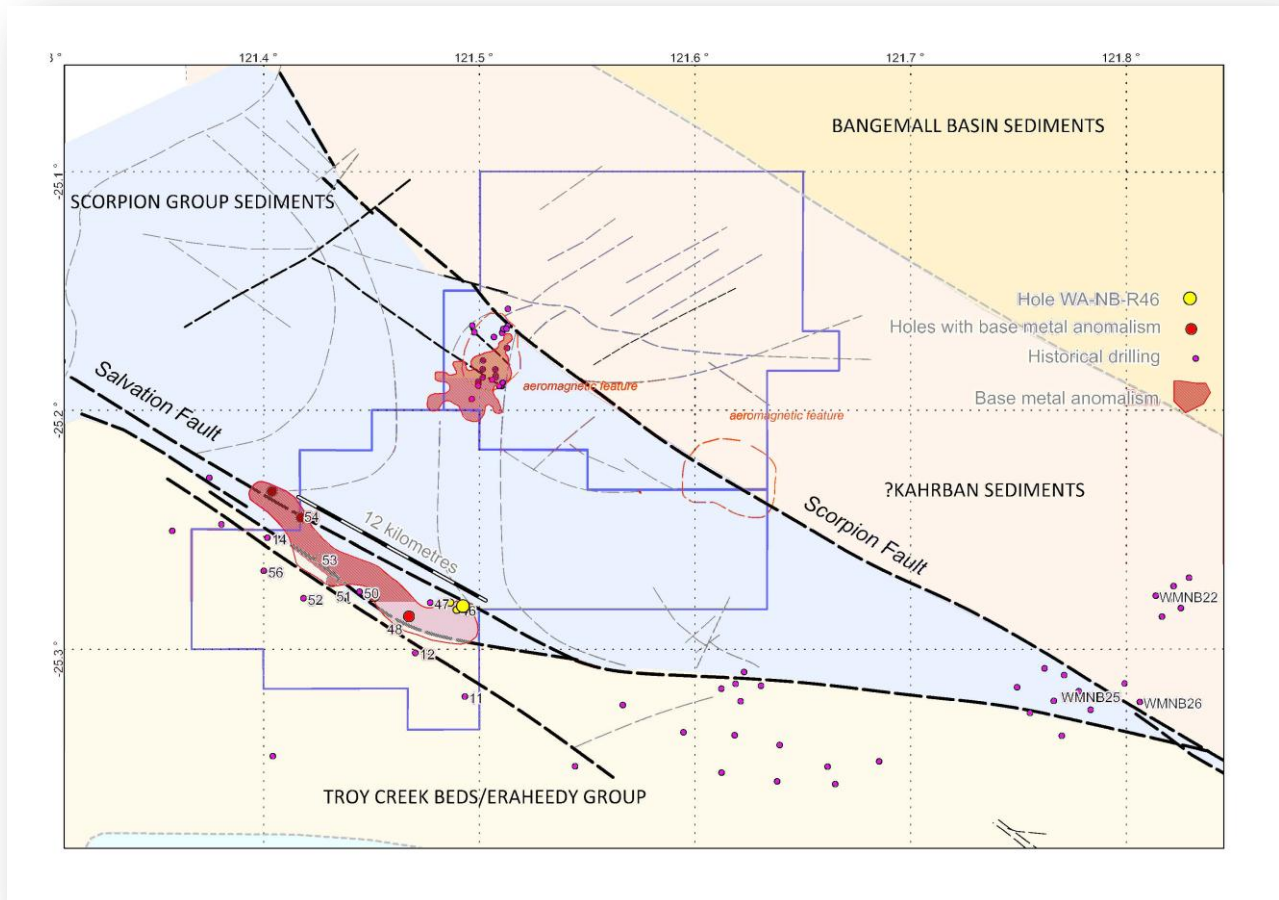 3 °
121.4 °
121.5 °
121.6 °
121.7 °
121.8 °
BANGEMALL BASIN SEDIMENTS
-25.1
SCORPION GROUP SEDIMENTS
Hole WA-NB-R46
Holes with base metal anomalism
Historical drilling
Base metal anomalism
aeromagnetic feature
aeromagnetic feature
-25.2
Salvation Fault
?KAHRBAN SEDIMENTS
Scorpion Fault
12 kilometres
54
14
53
56
52
51
50
47
46
48
12
11
-25.3
WMNB22
WMNB25
WMNB26
TROY CREEK BEDS/ERAHEEDY GROUP